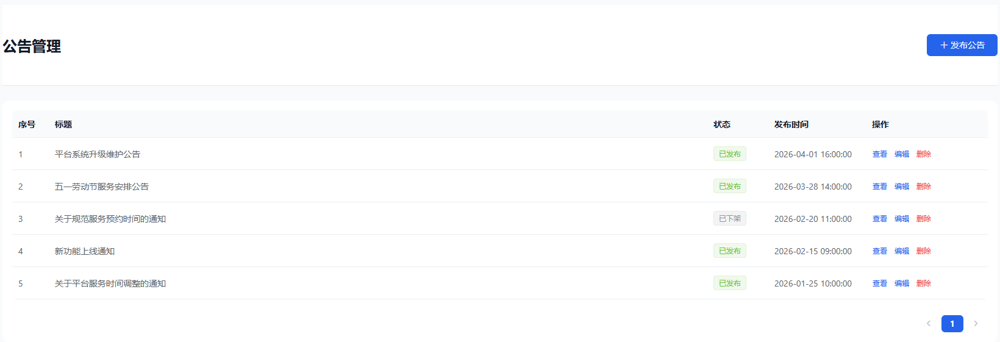 公告管理
+ 发布公告
序号 标题 状态 发布时间 操作
1 平台系统升级维护公告 已发布 2026-04-01 16:00:00 查看 编辑 删除
2 五一劳动节服务安排公告 已发布 2026-03-28 14:00:00 查看 编辑 删除
3 关于规范服务预约时间的通知 已下架 2026-02-20 11:00:00 查看 编辑 删除
4 新功能上线通知 已发布 2026-02-15 09:00:00 查看 编辑 删除
5 关于平台服务时间调整的通知 已发布 2026-01-25 10:00:00 查看 编辑 删除
1